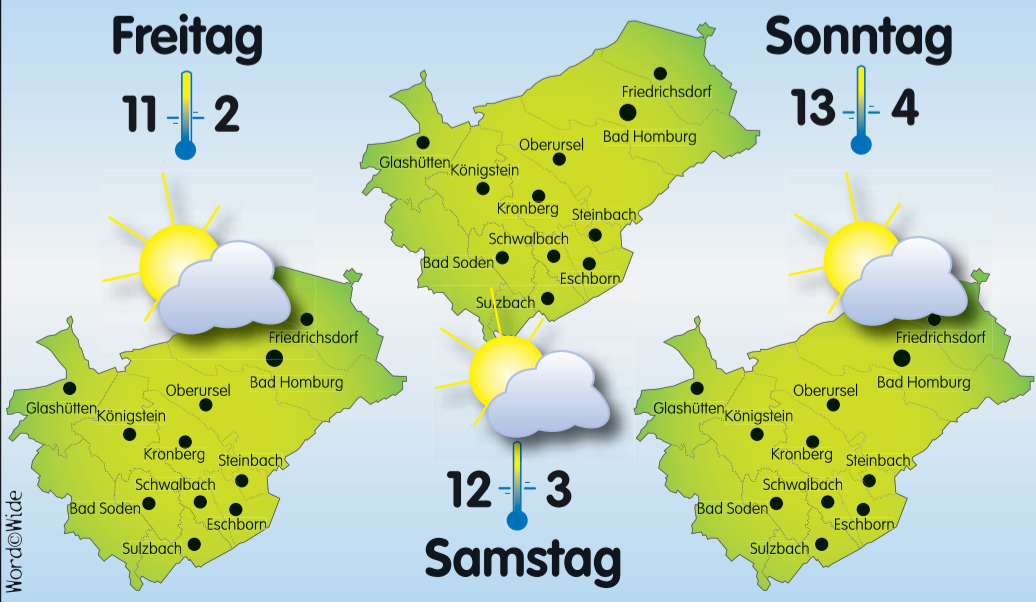 Freitag
11 2
Friedrichsdorf
Bad Homburg
Oberursel
Glashütten
Königstein
Kronberg
Steinbach
Schwalbach
Bad Soden
Eschborn
Sulzbach
Friedrichsdorf
Bad Homburg
Oberursel
Glashütten
Königstein
Kronberg
Steinbach
Schwalbach
Bad Soden
Eschborn
Sulzbach
12 3
Samstag
Sonntag
13 4
Friedrichsdorf
Bad Homburg
Oberursel
Glashütten
Königstein
Kronberg
Steinbach
Schwalbach
Bad Soden
Eschborn
Sulzbach
Word©Wide